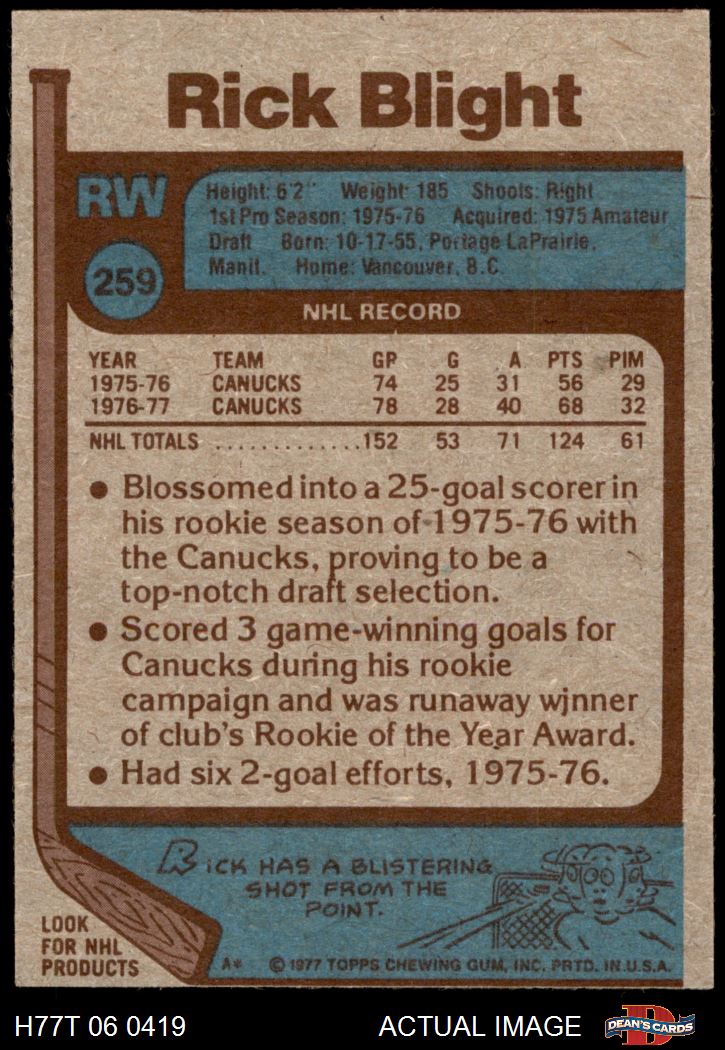 Rick Blight
RW
259
Height: 6'2" Weight: 185 Shoots: Right
1st Pro Season: 1975-76 Acquired: 1975 Amateur
Draft Born: 10-17-55, Portage LaPrairie,
Manit. Home: Vancouver, B.C.
NHL RECORD
YEAR TEAM GP G A PTS PIM
1975-76 CANUCKS 74 25 31 56 29
1976-77 CANUCKS 78 28 40 68 32
NHL TOTALS .............152 53 71 124 61
● Blossomed into a 25-goal scorer in
his rookie season of 1975-76 with
the Canucks, proving to be a
top-notch draft selection.
● Scored 3 game-winning goals for
Canucks during his rookie
campaign and was runaway winner
of club's Rookie of the Year Award.
● Had six 2-goal efforts, 1975-76.
RICK HAS A BLISTERING
SHOT FROM THE
POINT.
LOOK
FOR NHL
PRODUCTS
A* © 1977 TOPPS CHEWING GUM, INC. PRTD. IN U.S.A.
H77T 06 0419
ACTUAL IMAGE
D
DEAN'S CARDS